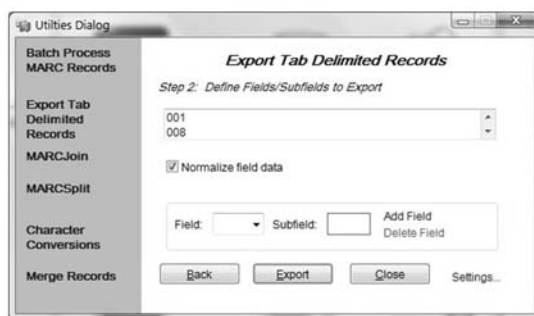 Utilties Dialog
Batch Process
MARC Records
Export Tab
Delimited
Records
MARCJoin
MARCSplit
Character
Conversions
Merge Records
Export Tab Delimited Records
Step 2: Define Fields/Subfields to Export
001
008
Normalize field data
Field:
Subfield:
Add Field
Delete Field
Back
Export
Close
Settings...